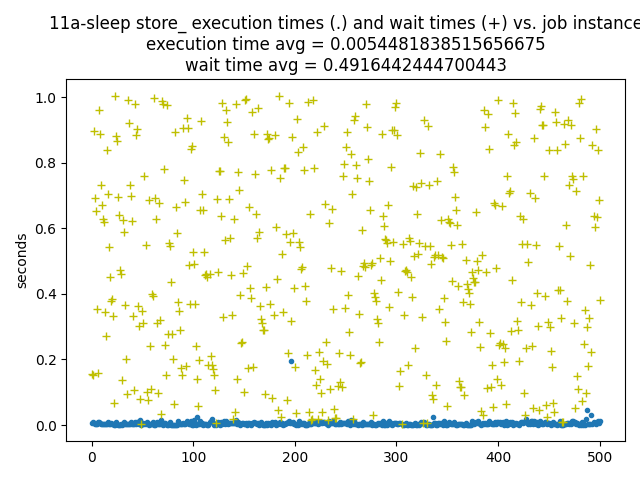 11a-sleep store_ execution times (.) and wait times (+) vs. job instance
execution time avg = 0.0054481838515656675
wait time avg = 0.4916442444700443
1.0
0.8
0.6
0.4
0.2
0.0
seconds
0 100 200 300 400 500